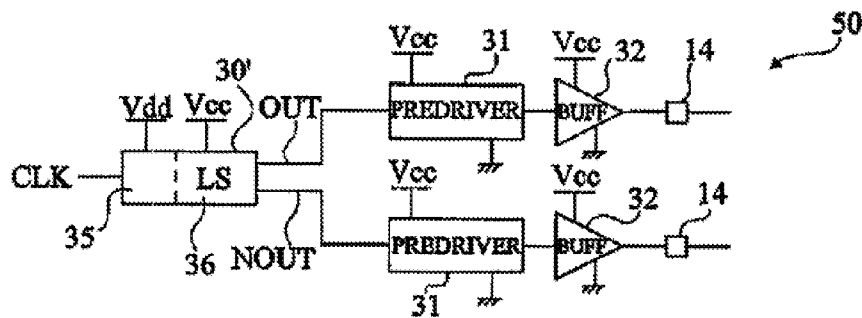 50
Vcc 31 Vcc 32 14
30'
Vdd Vcc OUT PREDRIVER BUFF
CLK LS
Vcc Vcc 32 14
35 36 NOUT PREDRIVER BUFF
31